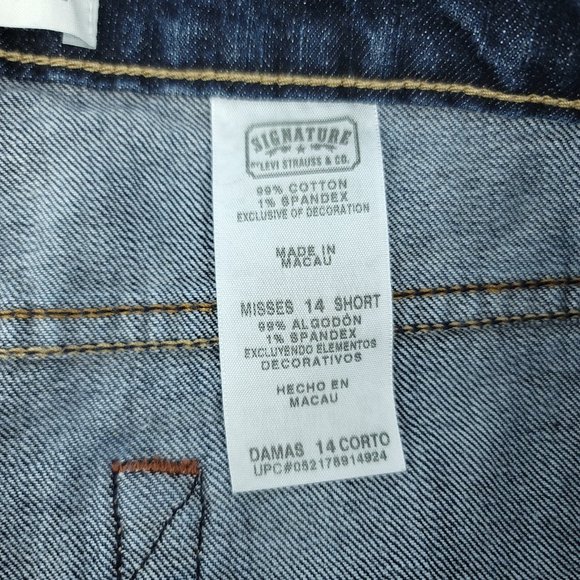 SIGNATURE
BY LEVI STRAUSS & CO.
99% COTTON
1% SPANDEX
EXCLUSIVE OF DECORATION
MADE IN
MACAU
MISSES 14 SHORT
99% ALGODÓN
1% SPANDEX
EXCLUYENDO ELEMENTOS
DECORATIVOS
HECHO EN
MACAU
DAMAS 14 CORTO
UPC#052178914924